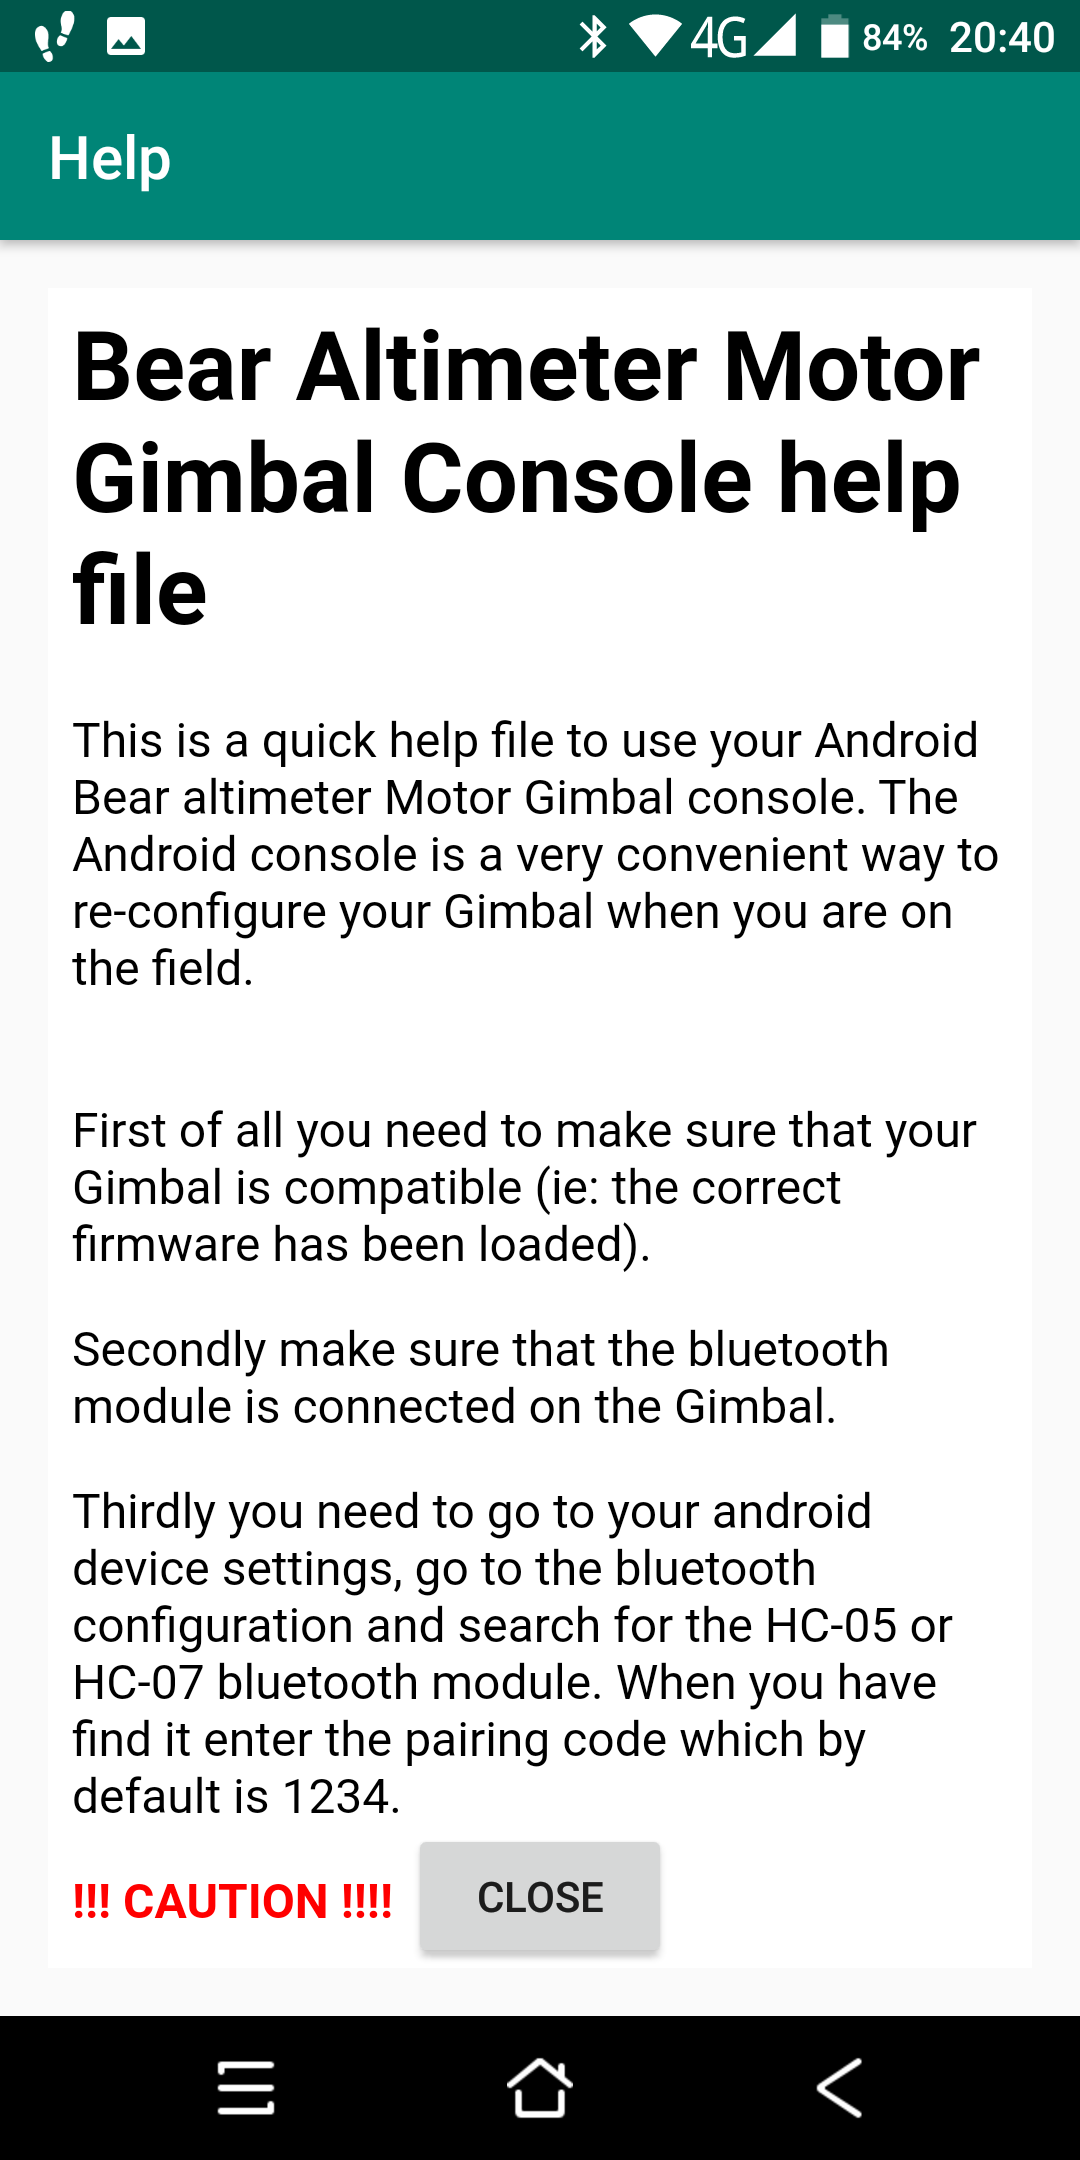 4G 84% 20:40
Help
Bear Altimeter Motor
Gimbal Console help
file
This is a quick help file to use your Android
Bear altimeter Motor Gimbal console. The
Android console is a very convenient way to
re-configure your Gimbal when you are on
the field.
First of all you need to make sure that your
Gimbal is compatible (ie: the correct
firmware has been loaded).
Secondly make sure that the bluetooth
module is connected on the Gimbal.
Thirdly you need to go to your android
device settings, go to the bluetooth
configuration and search for the HC-05 or
HC-07 bluetooth module. When you have
find it enter the pairing code which by
default is 1234.
!!! CAUTION !!!!
CLOSE